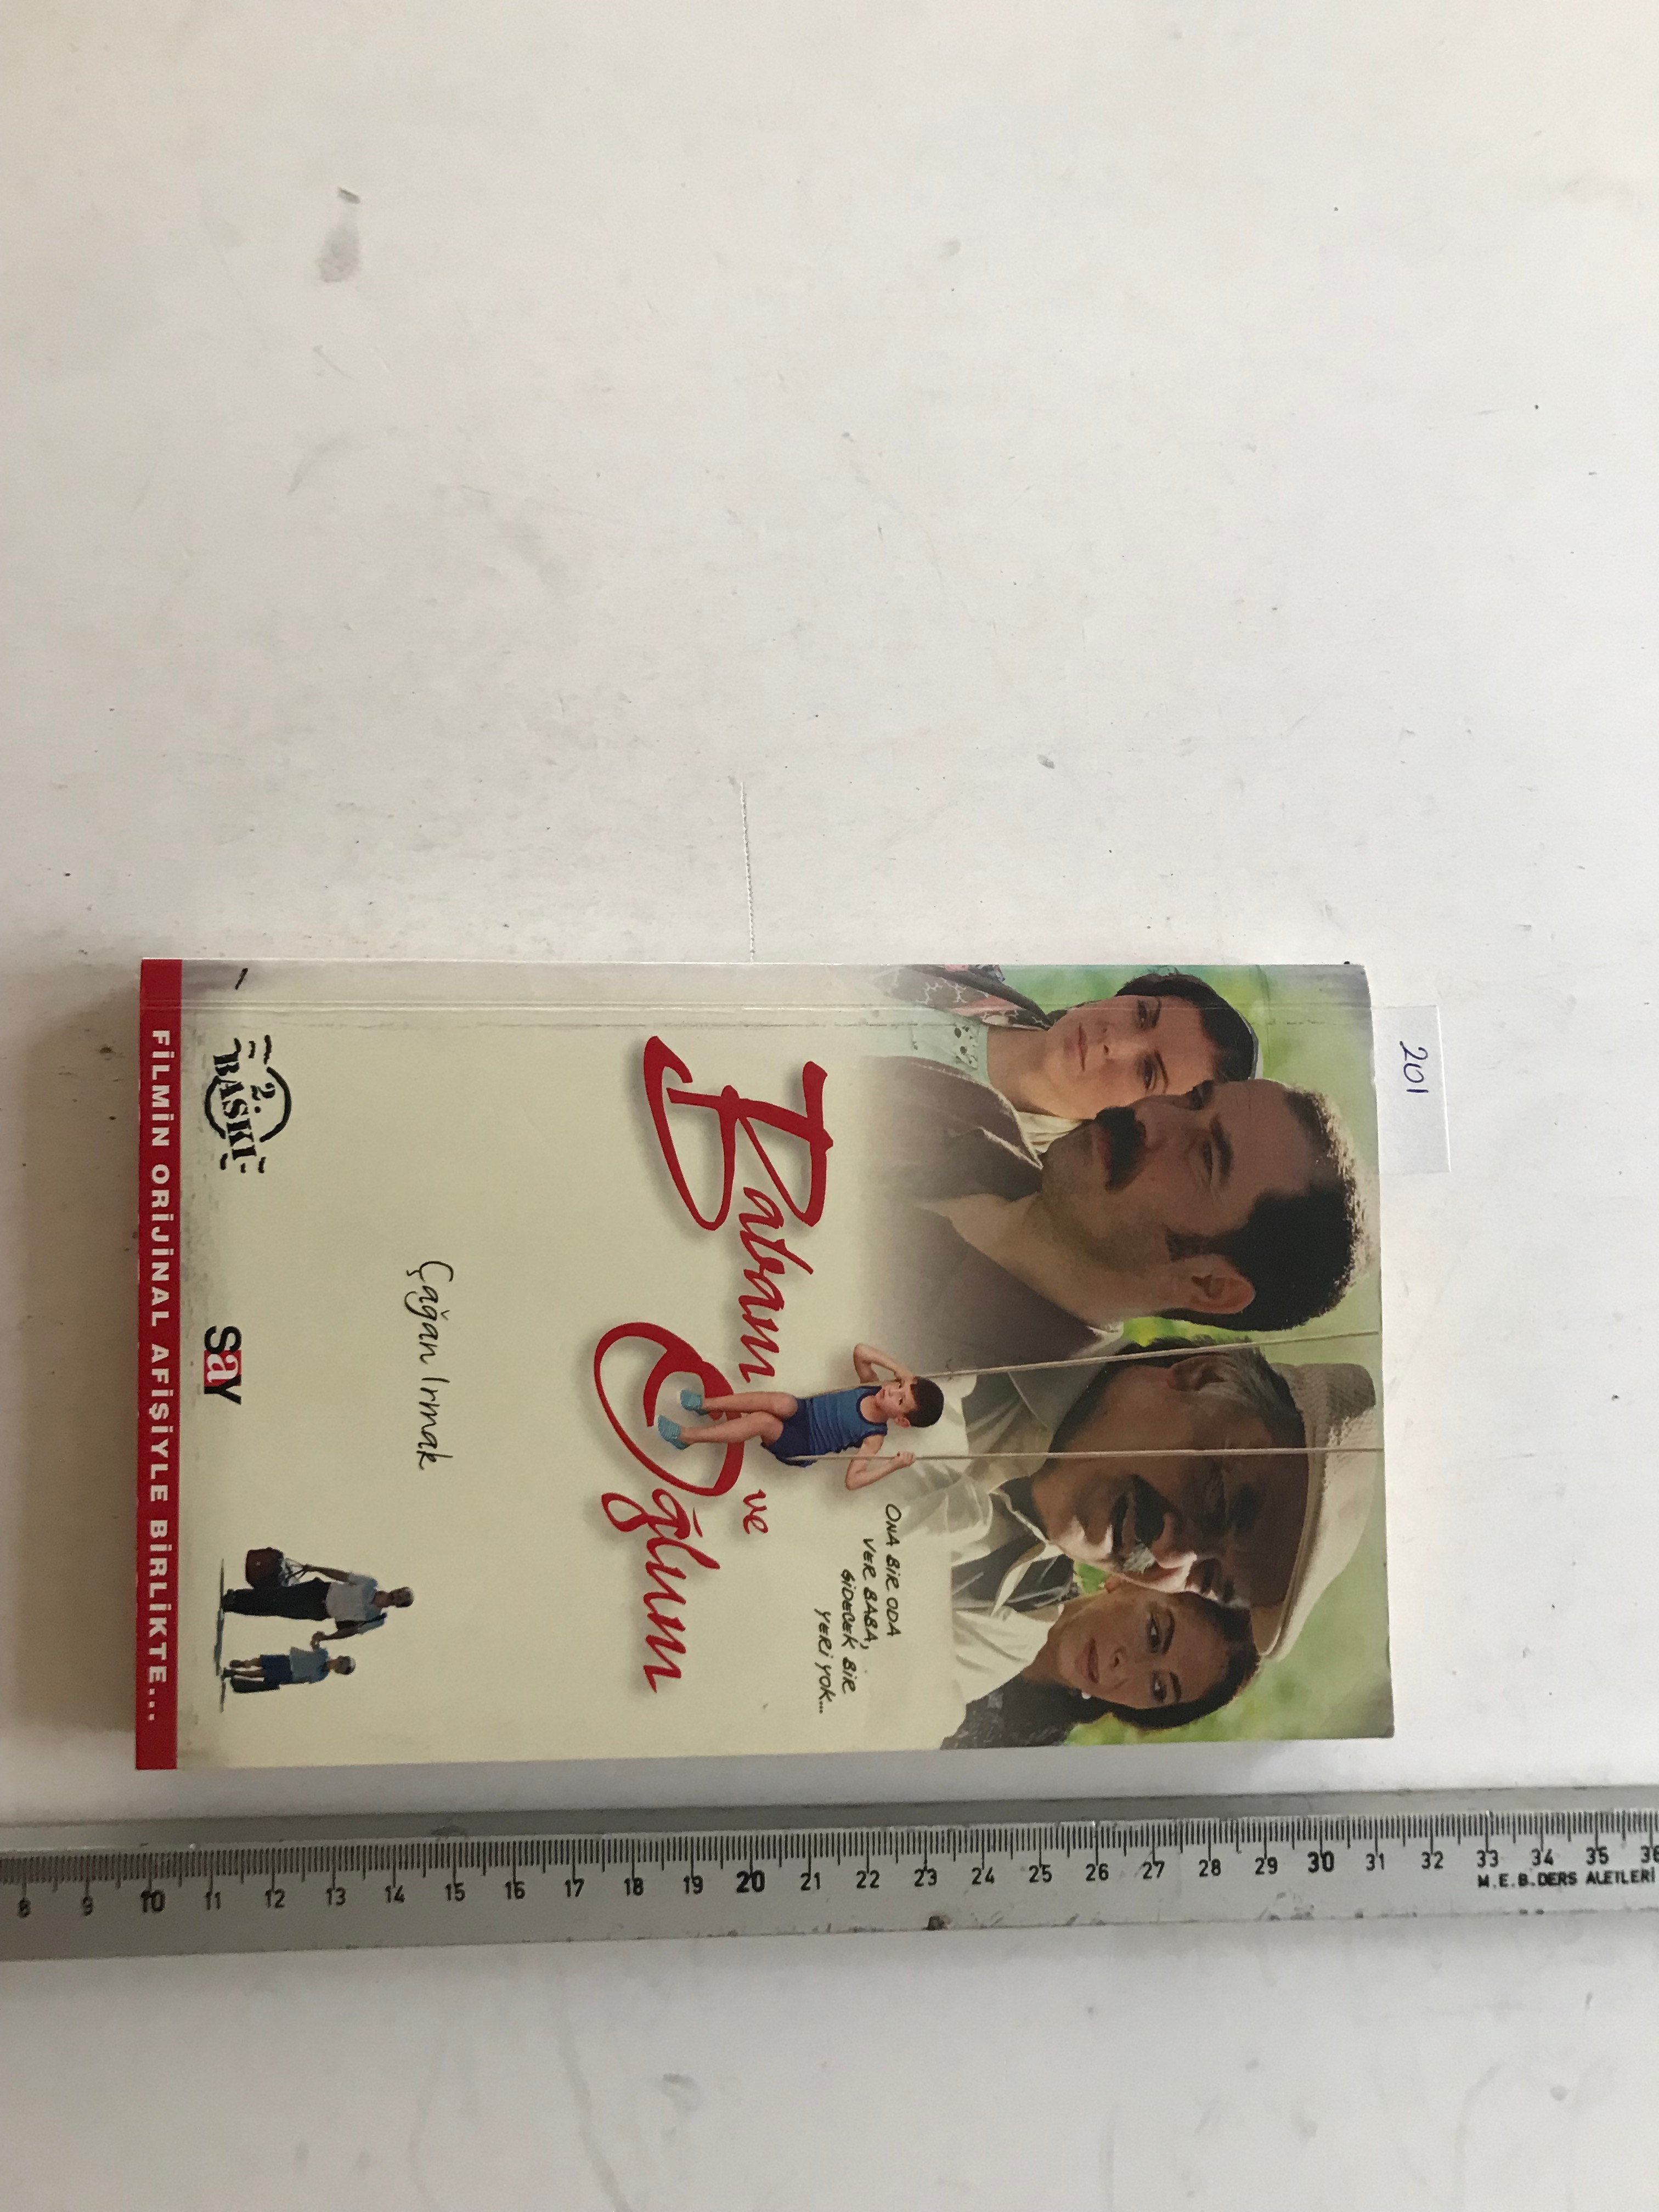 201
ONA BİR ODA
VER BABA,
GİDECEK BİR
YERİ YOK...
Babam ve
Oğlum
Çağan Irmak
2.
BASKI
say
FİLMİN ORİJİNAL AFİŞİYLE BİRLİKTE...
8 9 10 11 12 13 14 15 16 17 18 19 20 21 22 23 24 25 26 27 28 29 30 31 32 33 34 35 36
M.E.B. DERS ALETLERİ